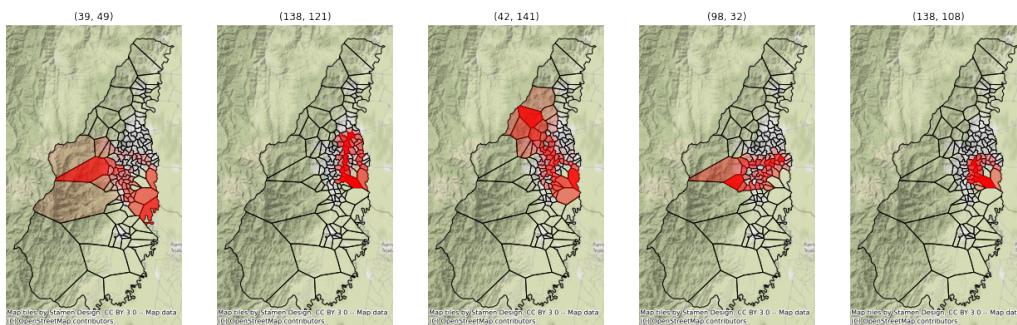 (39, 49)
(138, 121)
(42, 141)
(98, 32)
(138, 108)
Map tiles by Stamen Design, CC BY 3.0 -- Map data
(C) OpenStreetMap contributors
Map tiles by Stamen Design, CC BY 3.0 -- Map data
(C) OpenStreetMap contributors
Map tiles by Stamen Design, CC BY 3.0 -- Map data
(C) OpenStreetMap contributors
Map tiles by Stamen Design, CC BY 3.0 -- Map data
(C) OpenStreetMap contributors
Map tiles by Stamen Design, CC BY 3.0 -- Map data
(C) OpenStreetMap contributors